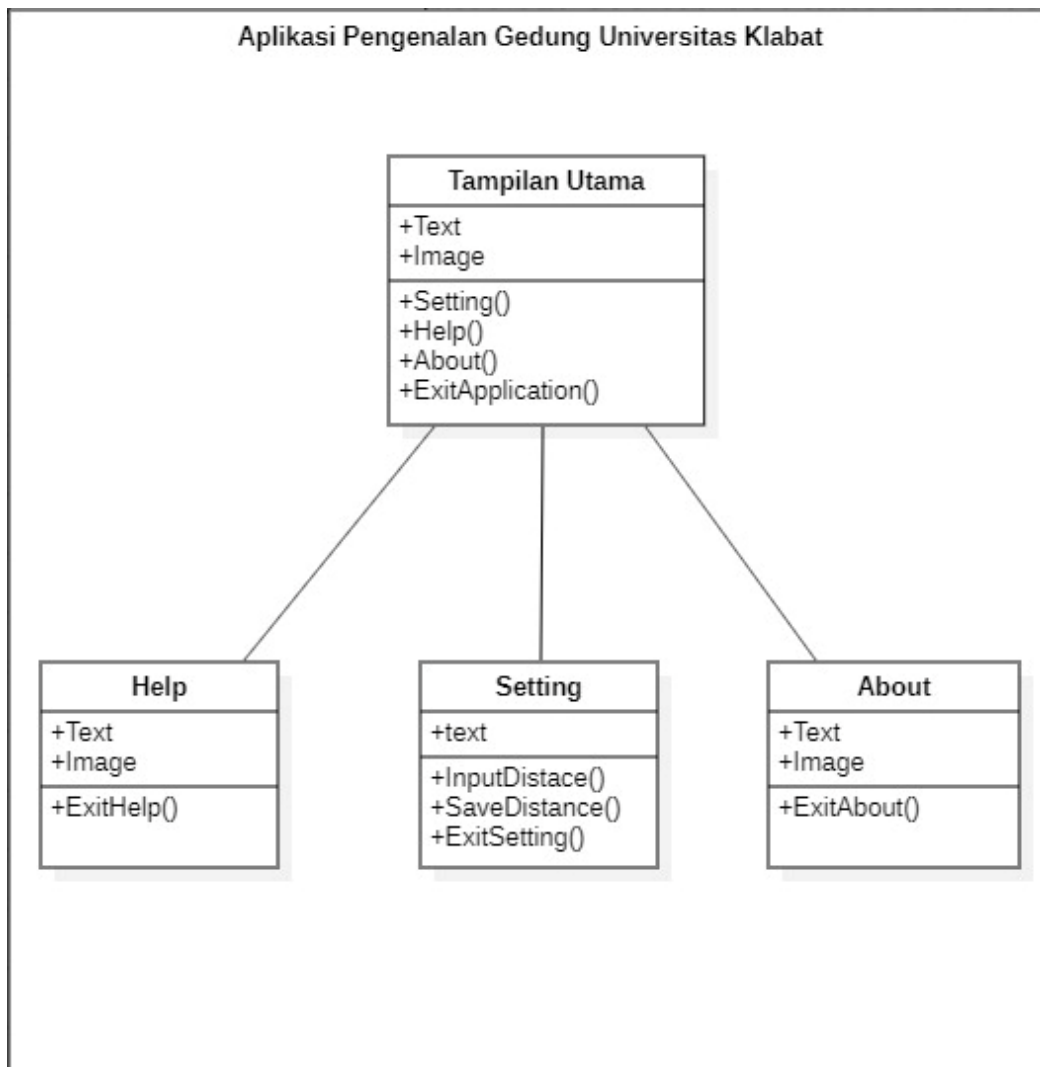 Aplikasi Pengenalan Gedung Universitas Klabat
Tampilan Utama
+Text
+Image
+Setting()
+Help()
+About()
+ExitApplication()
Help
+Text
+Image
+ExitHelp()
Setting
+text
+InputDistace()
+SaveDistance()
+ExitSetting()
About
+Text
+Image
+ExitAbout()